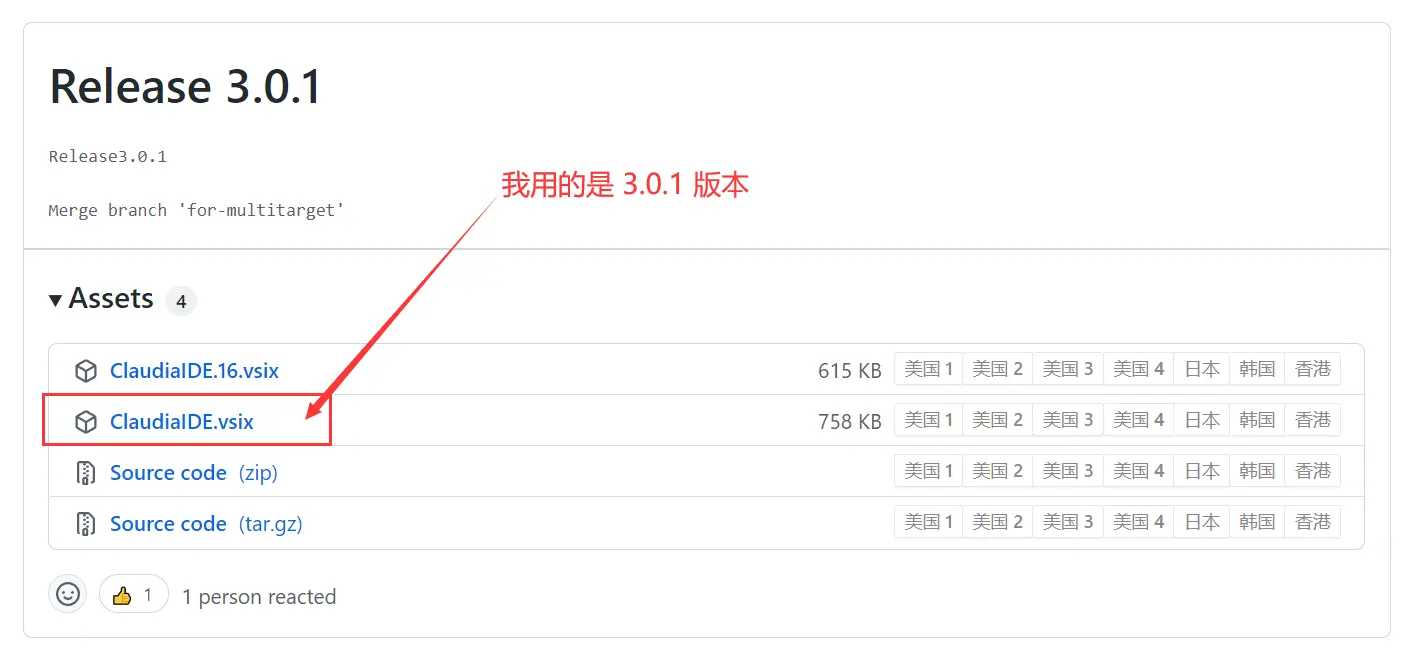 Release 3.0.1
Release3.0.1
我用的是 3.0.1 版本
Merge branch 'for-multitarget'
Assets 4
ClaudiaIDE.16.vsix 615 KB 美国 1 美国 2 美国 3 美国 4 日本 韩国 香港
ClaudiaIDE.vsix 758 KB 美国 1 美国 2 美国 3 美国 4 日本 韩国 香港
Source code (zip) 美国 1 美国 2 美国 3 美国 4 日本 韩国 香港
Source code (tar.gz) 美国 1 美国 2 美国 3 美国 4 日本 韩国 香港
1 1 person reacted